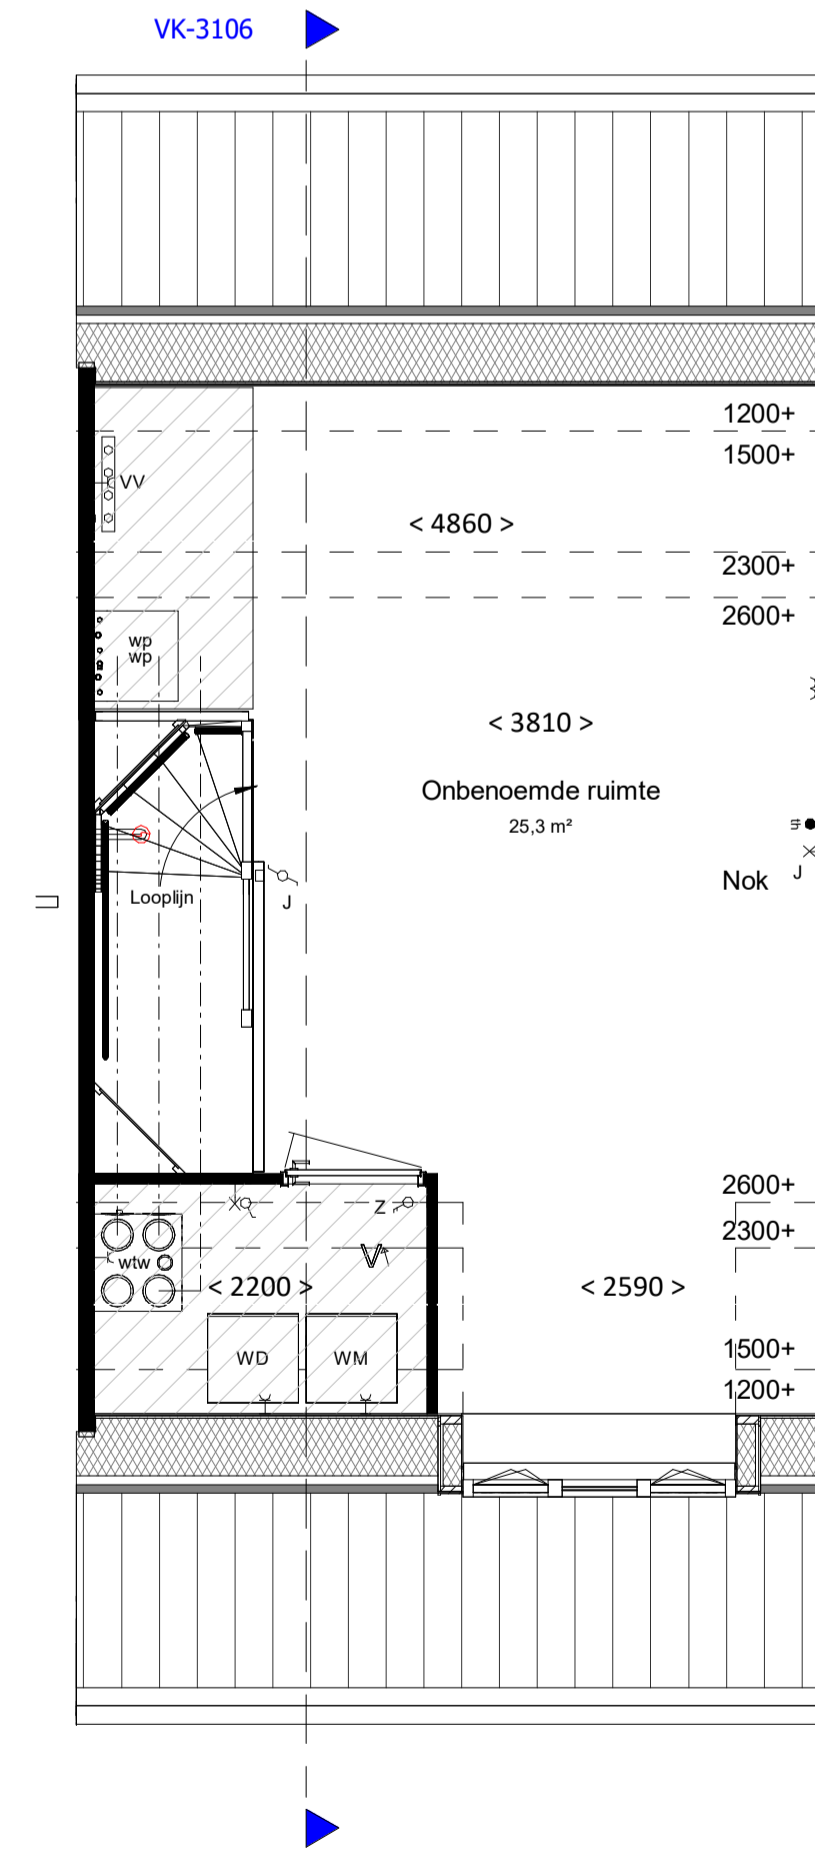 VK-3106
1200+
1500+
VV
< 4860 >
2300+
2600+
wp
wp
< 3810 >
Onbenoemde ruimte
25,3 m²
th
Looplijn
J
Nok
J
2600+
Z
2300+
wtw
< 2200 >
< 2590 >
1500+
WD
WM
1200+